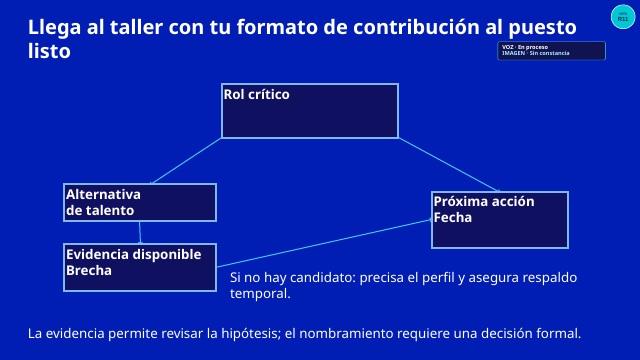 Llega al taller con tu formato de contribución al puesto
listo
R11
VOZ · En proceso
IMAGEN · Sin constancia
Rol crítico
Alternativa
de talento
Próxima acción
Fecha
Evidencia disponible
Brecha
Si no hay candidato: precisa el perfil y asegura respaldo
temporal.
La evidencia permite revisar la hipótesis; el nombramiento requiere una decisión formal.